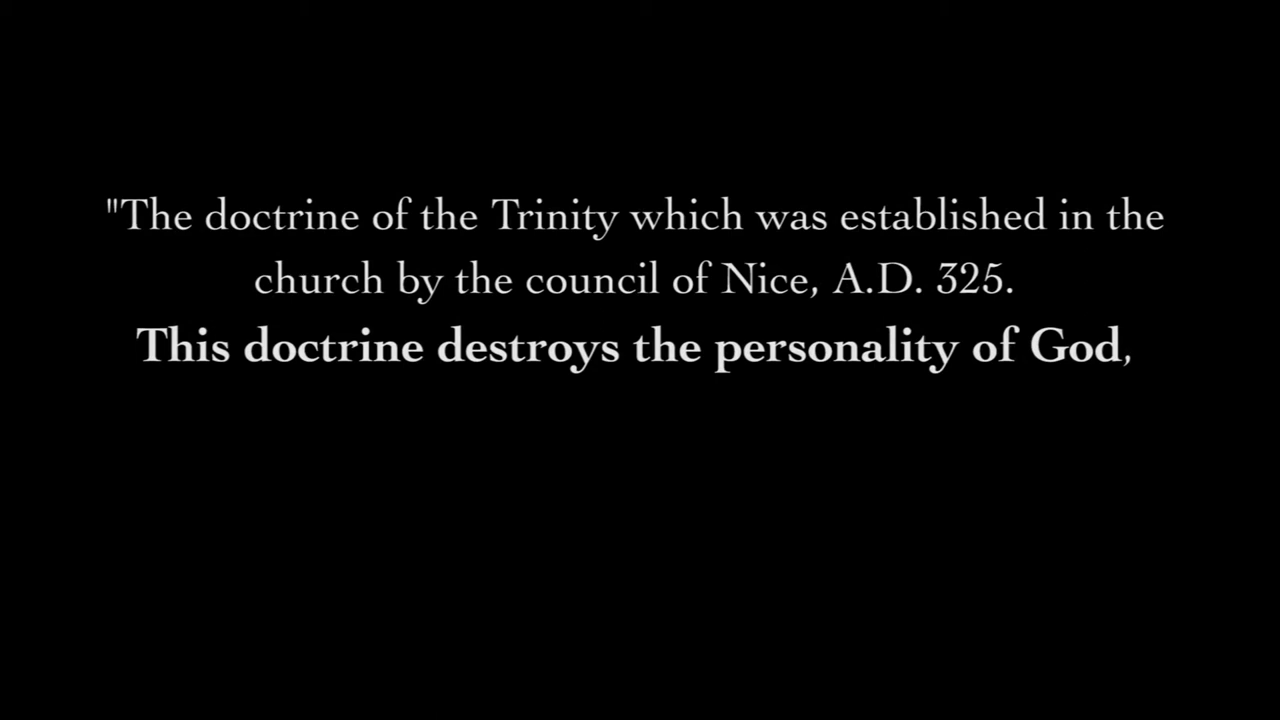 "The doctrine of the Trinity which was established in the
church by the council of Nice, A.D. 325.
This doctrine destroys the personality of God,